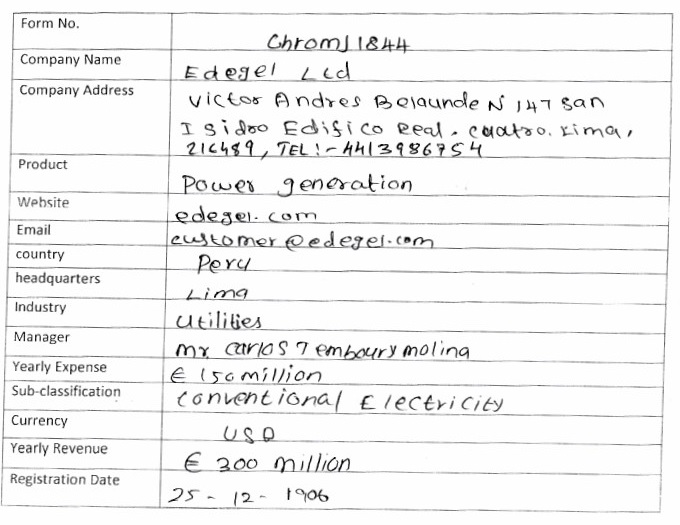 Form No. ChromJ1844
Company Name Edegel Ltd
Company Address Victor Andres Belaunde N 147 San
Isidro Edifico Real. cuatro. Lima,
216489, TEL:-4413986754
Product Power generation
Website edegel.com
Email customer@edegel.com
country Peru
headquarters Lima
Industry Utilities
Manager Mr Carlos Temboury molina
Yearly Expense € 150 million
Sub-classification Conventional Electricity
Currency USD
Yearly Revenue € 200 million
Registration Date 25-12-1906